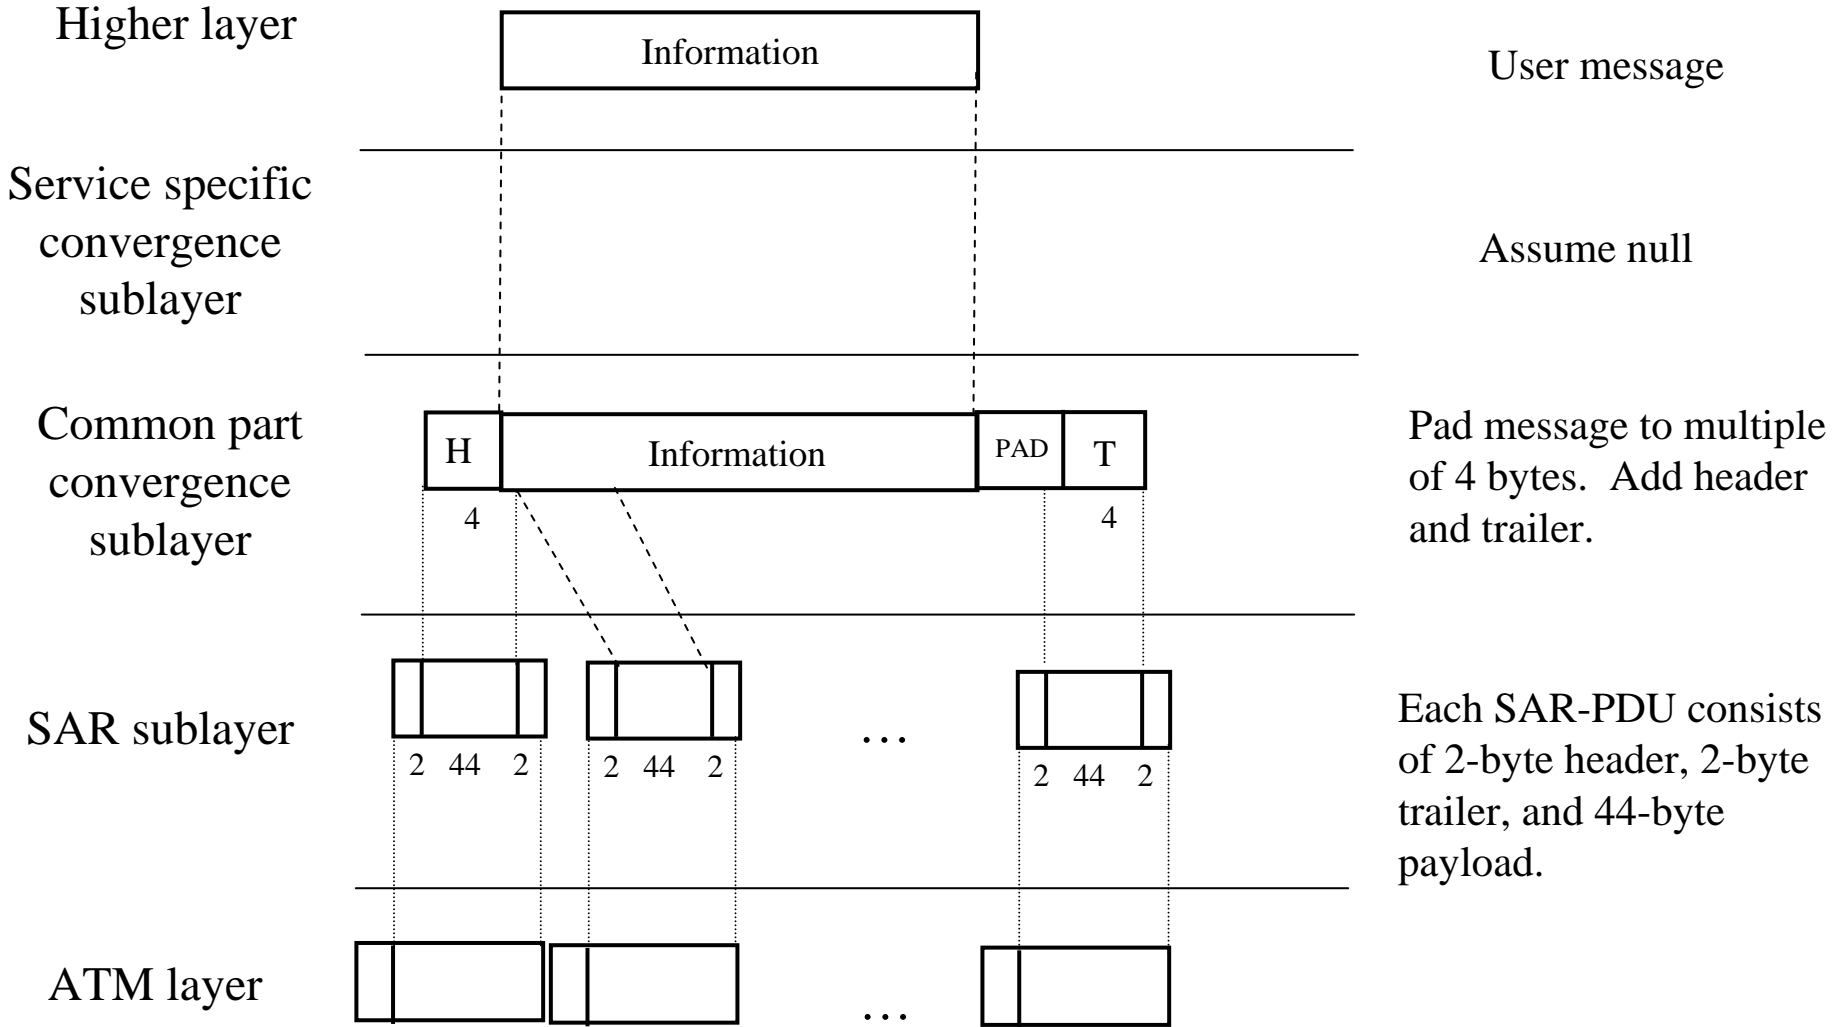 Higher layer
Information
User message
Service specific
convergence
sublayer
Assume null
Common part
convergence
sublayer
H
Information
PAD
T
4
4
Pad message to multiple
of 4 bytes.  Add header
and trailer.
SAR sublayer
2 44 2
2 44 2
...
2 44 2
Each SAR-PDU consists
of 2-byte header, 2-byte
trailer, and 44-byte
payload.
ATM layer
...